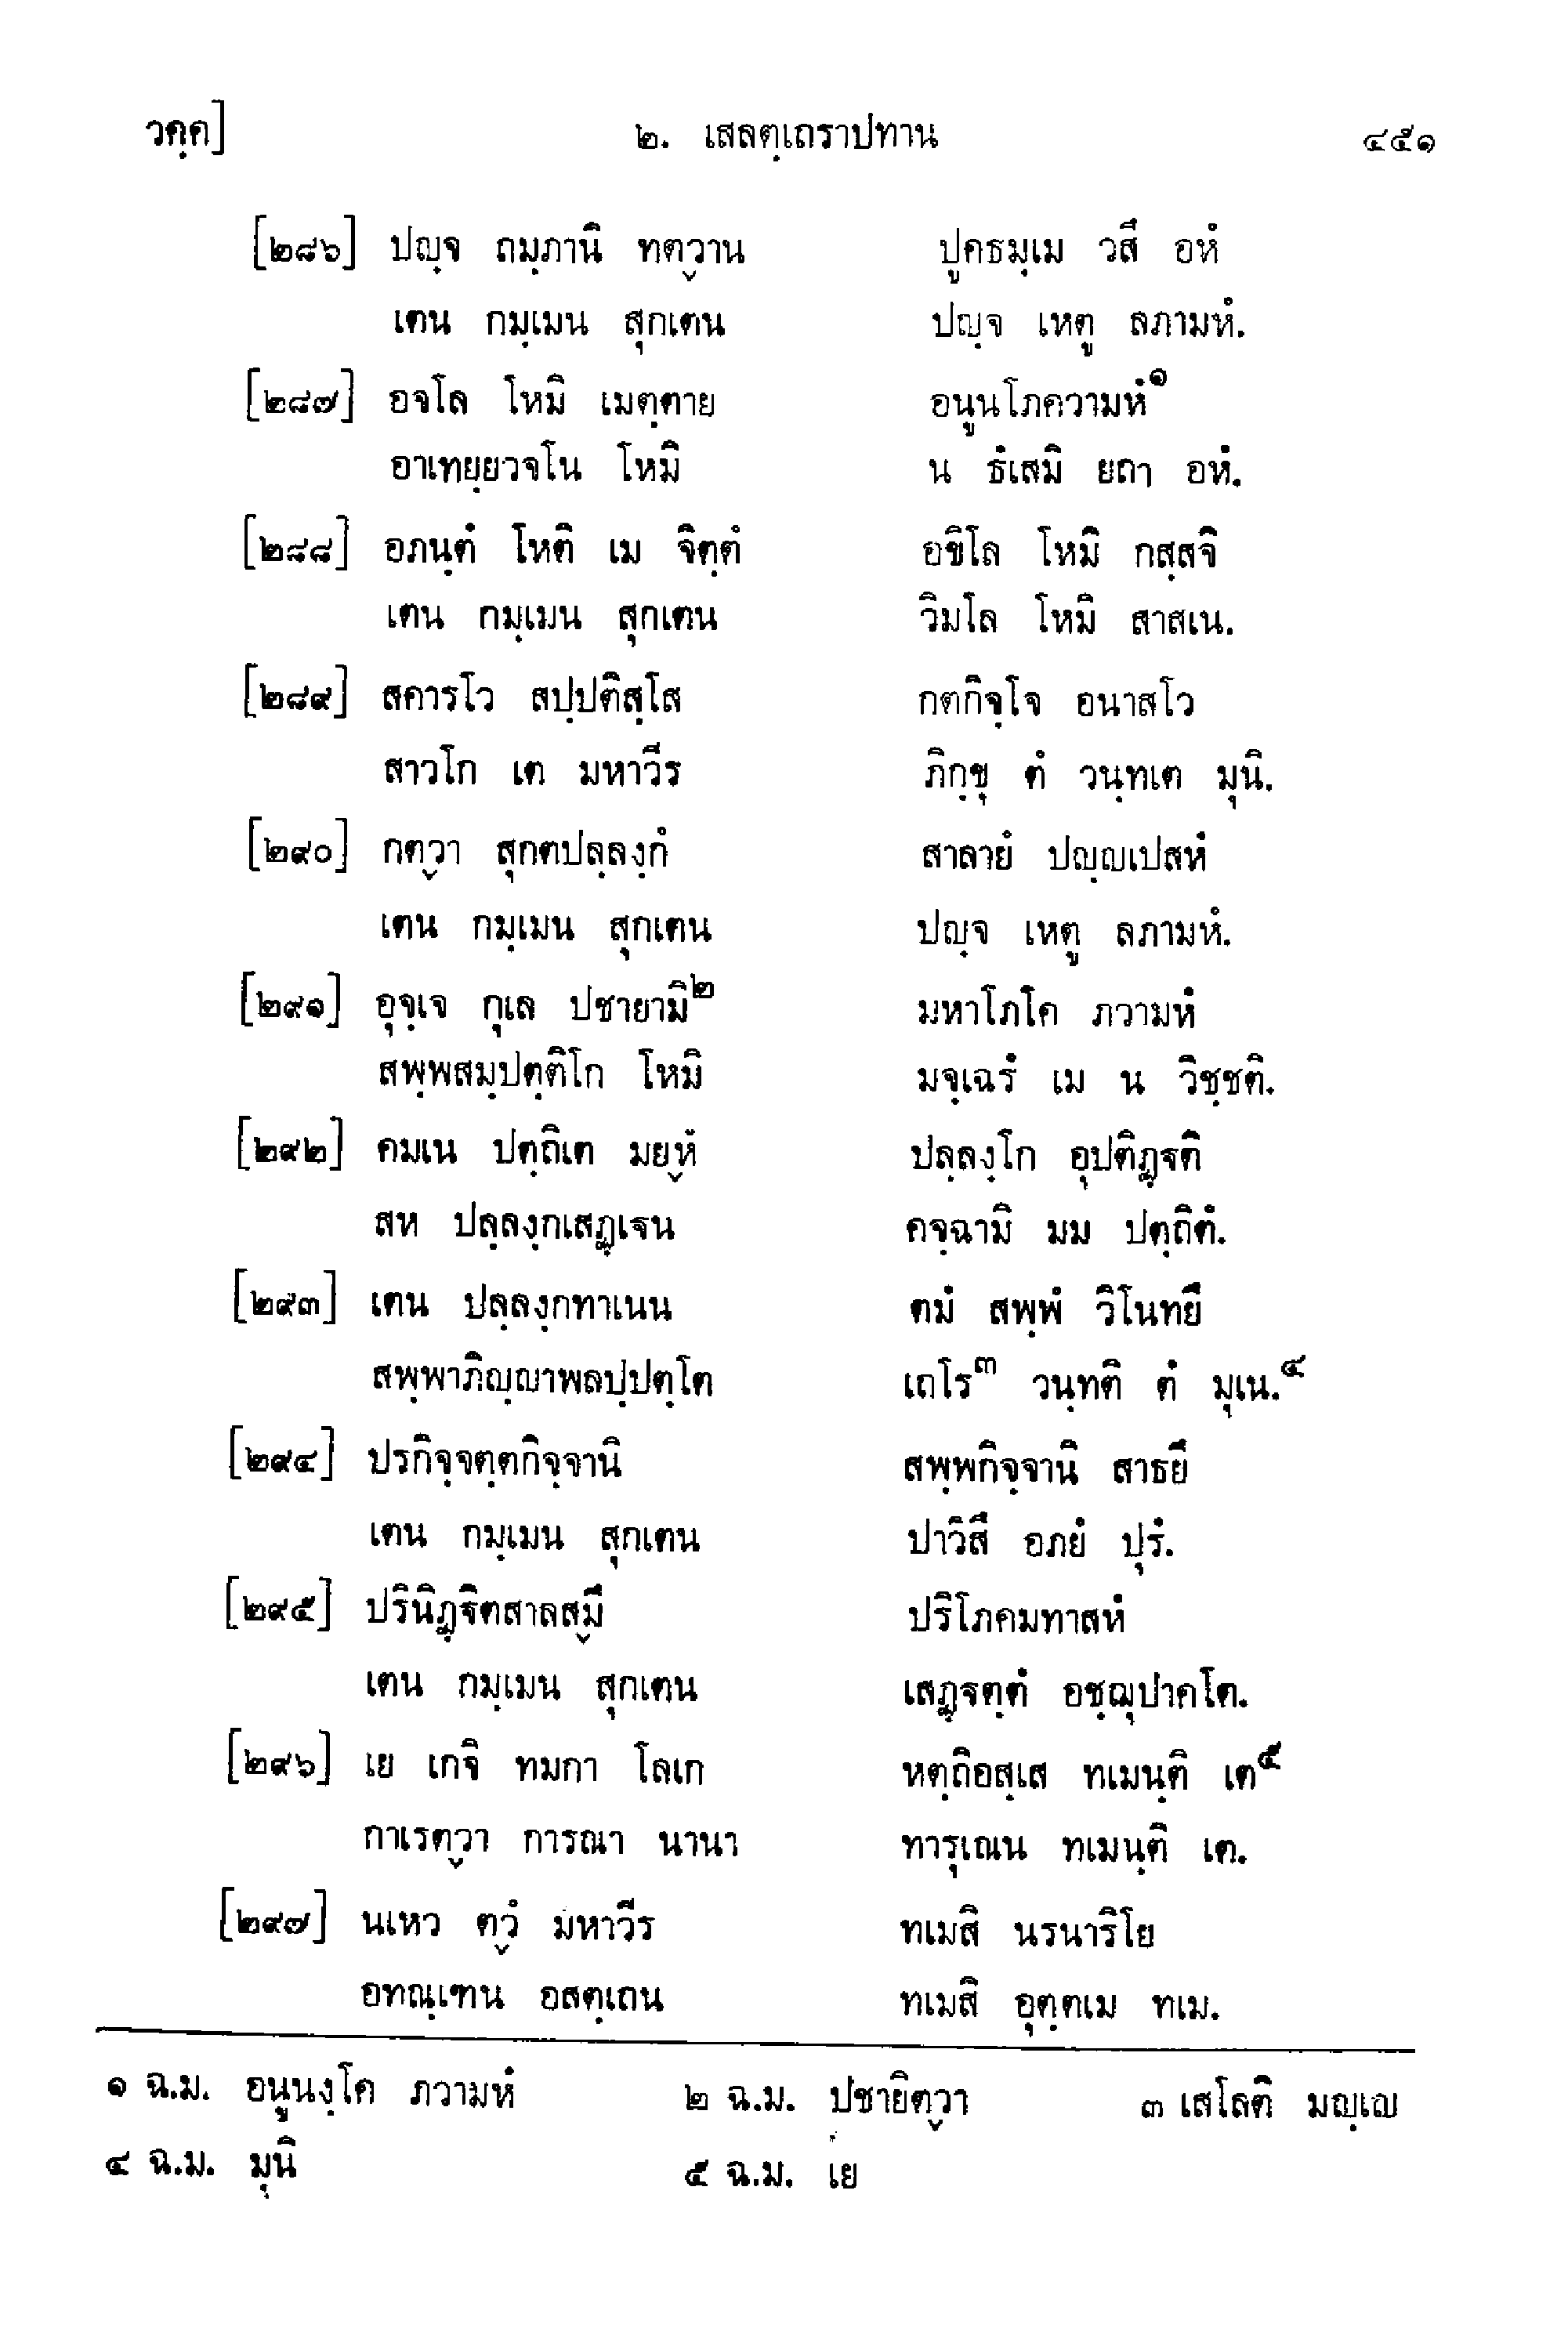 วคฺค] ๒. เสลตฺเถราปทาน ๔๕๑
[๒๘๖] ปญฺจ ถมฺภานิ ทตฺวาน ปูคธมฺเม วสึ อหํ
เตน กมฺเมน สุกเตน ปญฺจ เหตู ลภามหํ.
[๒๘๗] อจโล โหมิ เมตฺตาย อนูนโภความหํ๑
อาเทยฺยวจโน โหมิ น ธํเสมิ ยถา อหํ.
[๒๘๘] อภนฺตํ โหติ เม จิตฺตํ อขิโล โหมิ กสฺสจิ
เตน กมฺเมน สุกเตน วิมโล โหมิ สาสเน.
[๒๘๙] สคารโว สปฺปติสฺโส กตกิจฺโจ อนาสโว
สาวโก เต มหาวีร ภิกฺขุ ตํ วนฺทเต มุนิ.
[๒๙๐] กตฺวา สุกตปลฺลงฺกํ สาลายํ ปญฺญเปสหํ
เตน กมฺเมน สุกเตน ปญฺจ เหตู ลภามหํ.
[๒๙๑] อุจฺเจ กุเล ปชายามิ๒ มหาโภโค ภวามหํ
สพฺพสมฺปตฺติโก โหมิ มจฺเฉรํ เม น วิชฺชติ.
[๒๙๒] คมเน ปตฺถิเต มยฺหํ ปลฺลงฺโก อุปติฏฺฐติ
สห ปลฺลงฺกเสฏฺเฐน คจฺฉามิ มม ปตฺถิตํ.
[๒๙๓] เตน ปลฺลงฺกทาเนน ตมํ สพฺพํ วิโนทยึ
สพฺพาภิญฺญาพลปฺปตฺโต เถโร๓ วนฺทติ ตํ มุเน.๔
[๒๙๔] ปรกิจฺจตฺตกิจฺจานิ สพฺพกิจฺจานิ สาธยึ
เตน กมฺเมน สุกเตน ปาวิสึ อภยํ ปุรํ.
[๒๙๕] ปรินิฏฺฐิตสาลสฺมึ ปริโภคมทาสหํ
เตน กมฺเมน สุกเตน เสฏฺฐตฺตํ อชฺฌุปาคโต.
[๒๙๖] เย เกจิ ทมกา โลเก หตฺถิอสฺเส ทเมนฺติ เต๕
กาเรตฺวา การณา นานา ทารุเณน ทเมนฺติ เต.
[๒๙๗] นเหว ตฺวํ มหาวีร ทเมสิ นรนาริโย
อทณฺเฑน อสตฺเถน ทเมสิ อุตฺตเม ทเม.
๑ ฉ.ม. อนูนงฺโค ภวามหํ ๒ ฉ.ม. ปชายิตฺวา ๓ เสโลติ มญฺเญ
๔ ฉ.ม. มุนิ ๕ ฉ.ม. เย